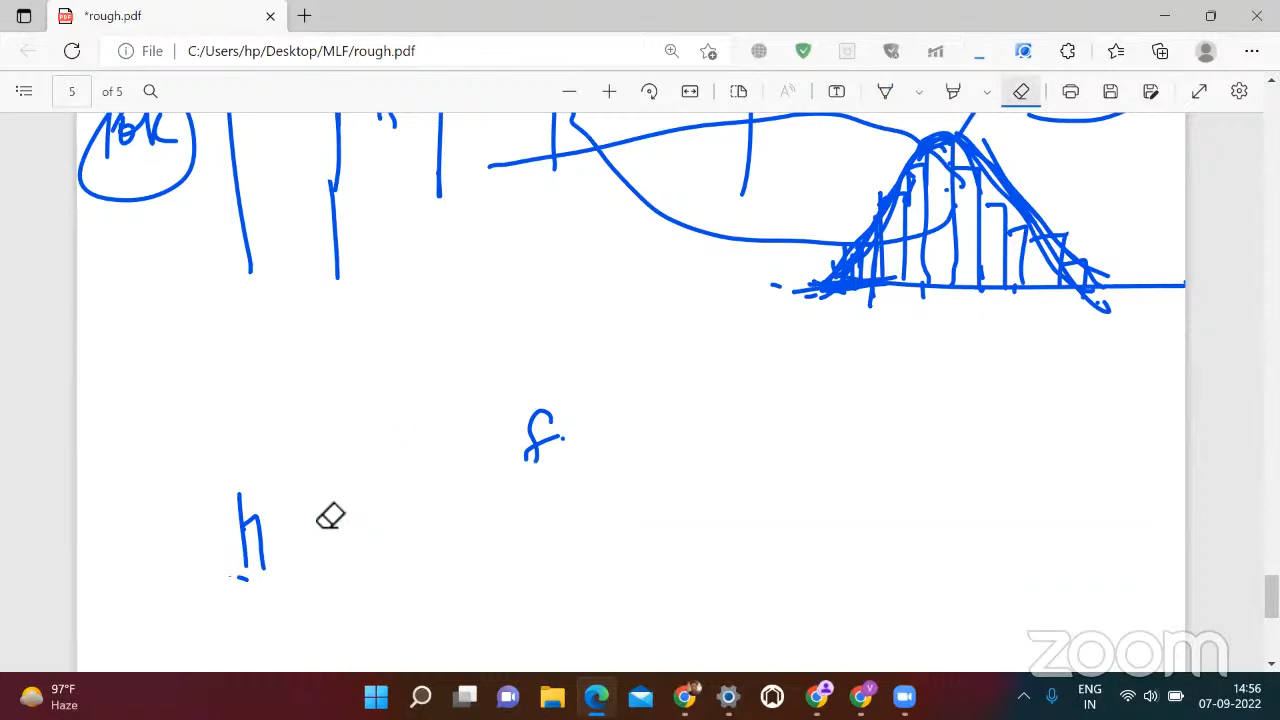 *rough.pdf
File C:/Users/hp/Desktop/MLF/rough.pdf
5 of 5
10K
f
h
zoom
97°F
Haze
ENG
IN
14:56
07-09-2022